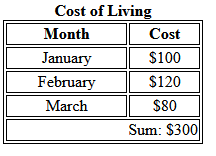 Cost of Living
Month Cost
January $100
February $120
March $80
Sum: $300